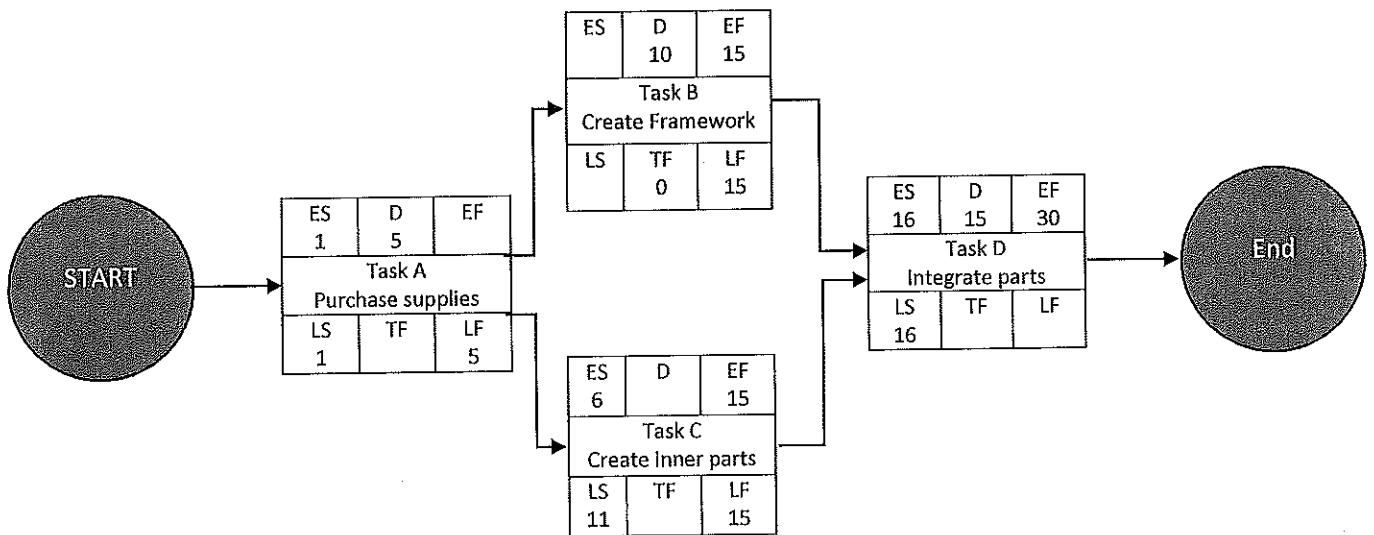 ES D EF
10 15
Task B
Create Framework
LS TF LF
0 15
START
ES D EF
1 5
Task A
Purchase supplies
LS TF LF
1 5
ES D EF
6 15
Task C
Create inner parts
LS TF LF
11 15
ES D EF
16 15 30
Task D
Integrate parts
LS TF LF
16
End